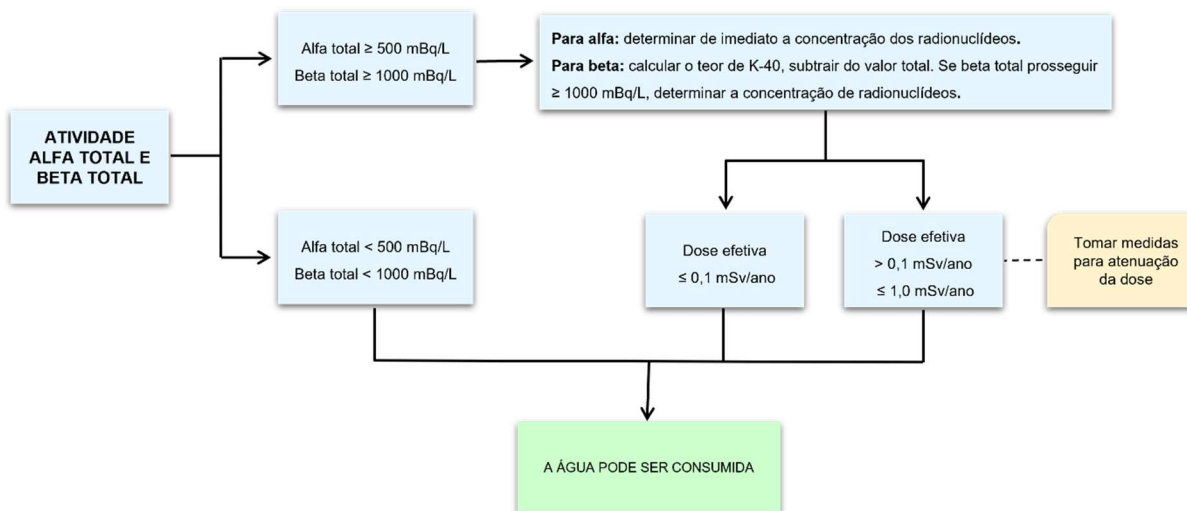 ATIVIDADE
ALFA TOTAL E
BETA TOTAL
Alfa total ≥ 500 mBq/L
Beta total ≥ 1000 mBq/L
Para alfa: determinar de imediato a concentração dos radionuclídeos.
Para beta: calcular o teor de K-40, subtrair do valor total. Se beta total prosseguir
≥ 1000 mBq/L, determinar a concentração de radionuclídeos.
Alfa total < 500 mBq/L
Beta total < 1000 mBq/L
Dose efetiva
≤ 0,1 mSv/ano
Dose efetiva
> 0,1 mSv/ano
≤ 1,0 mSv/ano
Tomar medidas
para atenuação
da dose
A ÁGUA PODE SER CONSUMIDA